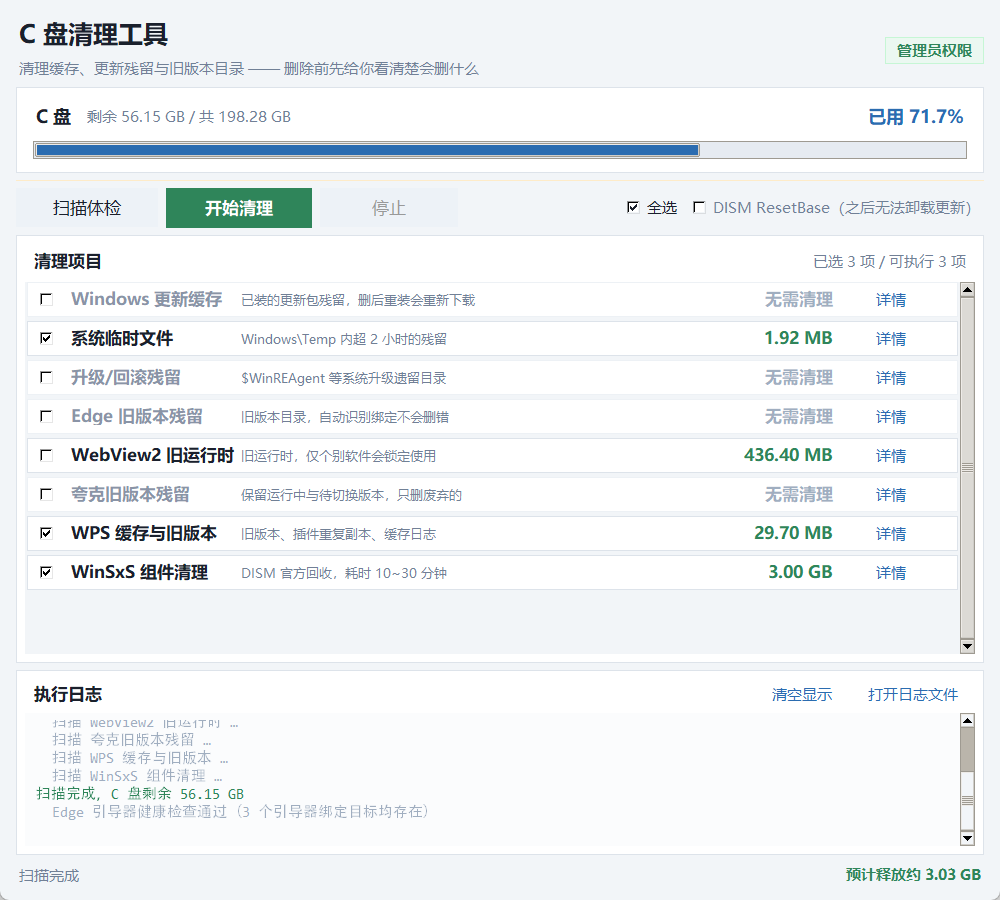 C 盘清理工具
清理缓存、更新残留与旧版本目录 —— 删除前先给你看清楚会删什么
管理员权限
C 盘 剩余 56.15 GB / 共 198.28 GB 已用 71.7%
扫描体检 开始清理 停止 全选 DISM ResetBase（之后无法卸载更新）
清理项目 已选 3 项 / 可执行 3 项
Windows 更新缓存 已装的更新包残留，删后重装会重新下载 无需清理 详情
系统临时文件 Windows\Temp 内超 2 小时的残留 1.92 MB 详情
升级/回滚残留 $WinREAgent 等系统升级遗留目录 无需清理 详情
Edge 旧版本残留 旧版本目录，自动识别绑定不会删错 无需清理 详情
WebView2 旧运行时 旧运行时，仅个别软件会锁定使用 436.40 MB 详情
夸克旧版本残留 保留运行中与待切换版本，只删废弃的 无需清理 详情
WPS 缓存与旧版本 旧版本、插件重复副本、缓存日志 29.70 MB 详情
WinSxS 组件清理 DISM 官方回收，耗时 10~30 分钟 3.00 GB 详情
执行日志 清空显示 打开日志文件
扫描 WebView2 旧运行时 …
扫描 夸克旧版本残留 …
扫描 WPS 缓存与旧版本 …
扫描 WinSxS 组件清理 …
扫描完成，C 盘剩余 56.15 GB
Edge 引导器健康检查通过（3 个引导器绑定目标均存在）
扫描完成 预计释放约 3.03 GB